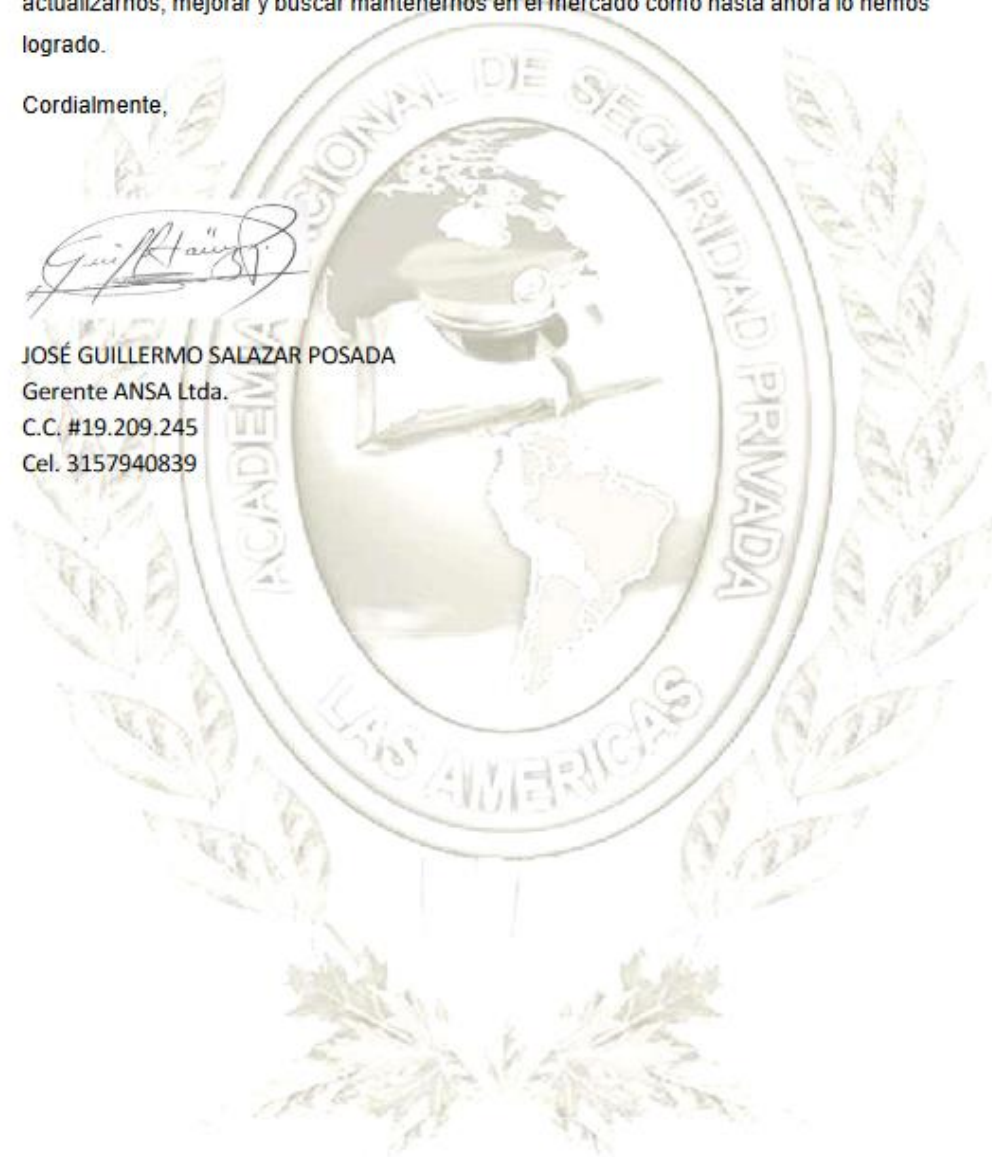 actualizarnos, mejorar y buscar mantenernos en el mercado como hasta ahora lo hemos
logrado.
Cordialmente,
JOSÉ GUILLERMO SALAZAR POSADA
Gerente ANSA Ltda.
C.C. #19.209.245
Cel. 3157940839
ACADEMIA NACIONAL DE SEGURIDAD PRIVADA
LAS AMERICAS